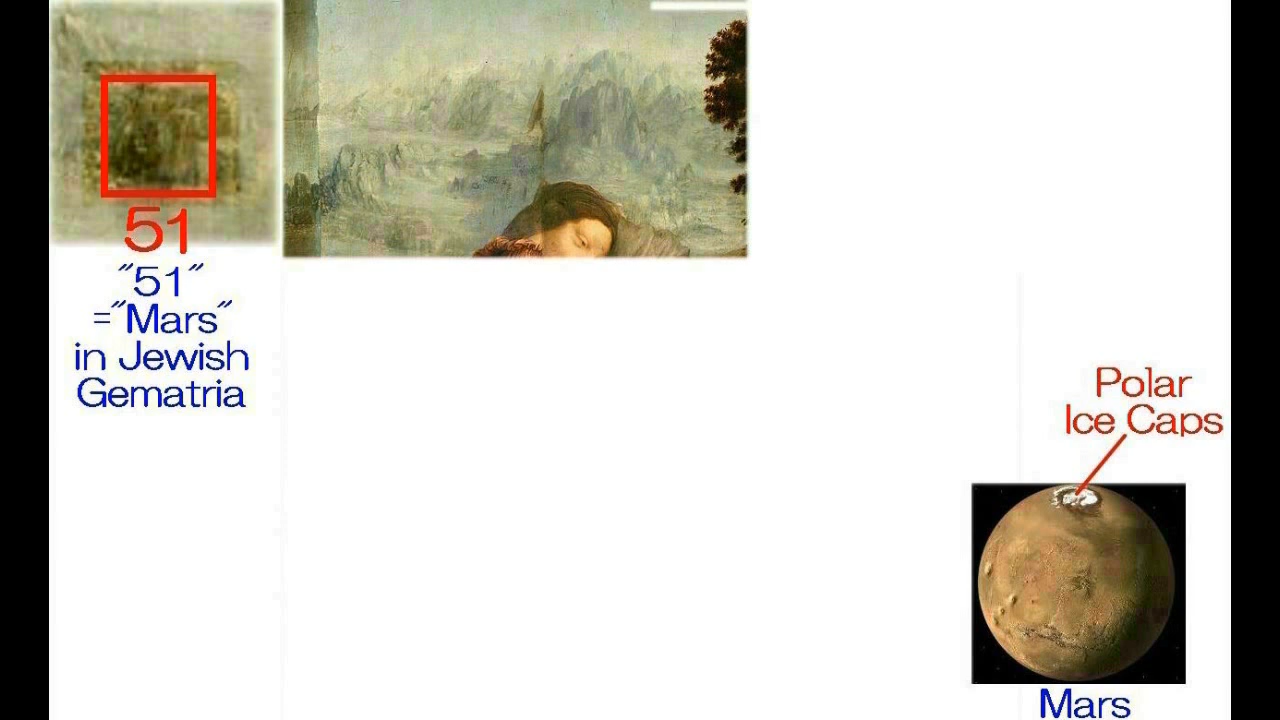 51
"51"
="Mars"
in Jewish
Gematria
Polar
Ice Caps
Mars